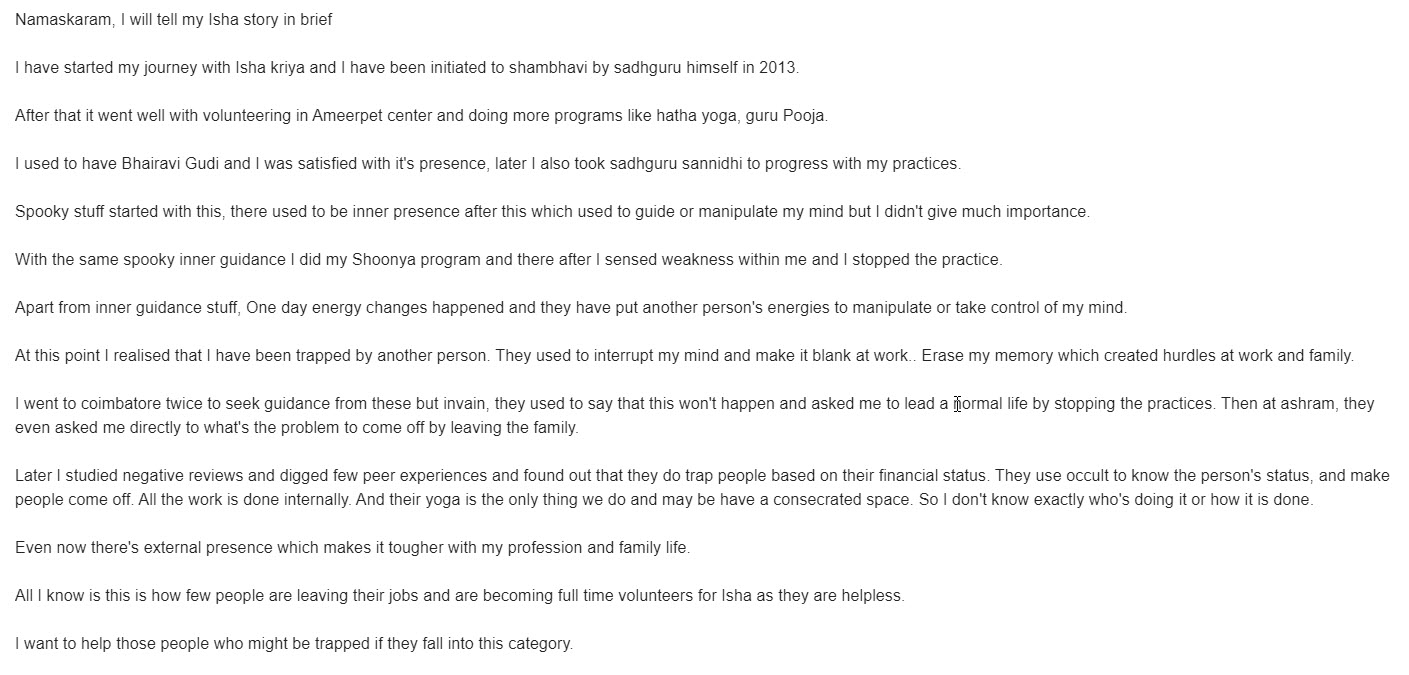 Namaskaram, I will tell my Isha story in brief
I have started my journey with Isha kriya and I have been initiated to shambhavi by sadhguru himself in 2013.
After that it went well with volunteering in Ameerpet center and doing more programs like hatha yoga, guru Pooja.
I used to have Bhairavi Gudi and I was satisfied with it's presence, later I also took sadhguru sannidhi to progress with my practices.
Spooky stuff started with this, there used to be inner presence after this which used to guide or manipulate my mind but I didn't give much importance.
With the same spooky inner guidance I did my Shoonya program and there after I sensed weakness within me and I stopped the practice.
Apart from inner guidance stuff, One day energy changes happened and they have put another person's energies to manipulate or take control of my mind.
At this point I realised that I have been trapped by another person. They used to interrupt my mind and make it blank at work.. Erase my memory which created hurdles at work and family.
I went to coimbatore twice to seek guidance from these but invain, they used to say that this won't happen and asked me to lead a normal life by stopping the practices. Then at ashram, they
even asked me directly to what's the problem to come off by leaving the family.
Later I studied negative reviews and digged few peer experiences and found out that they do trap people based on their financial status. They use occult to know the person's status, and make
people come off. All the work is done internally. And their yoga is the only thing we do and may be have a consecrated space. So I don't know exactly who's doing it or how it is done.
Even now there's external presence which makes it tougher with my profession and family life.
All I know is this is how few people are leaving their jobs and are becoming full time volunteers for Isha as they are helpless.
I want to help those people who might be trapped if they fall into this category.